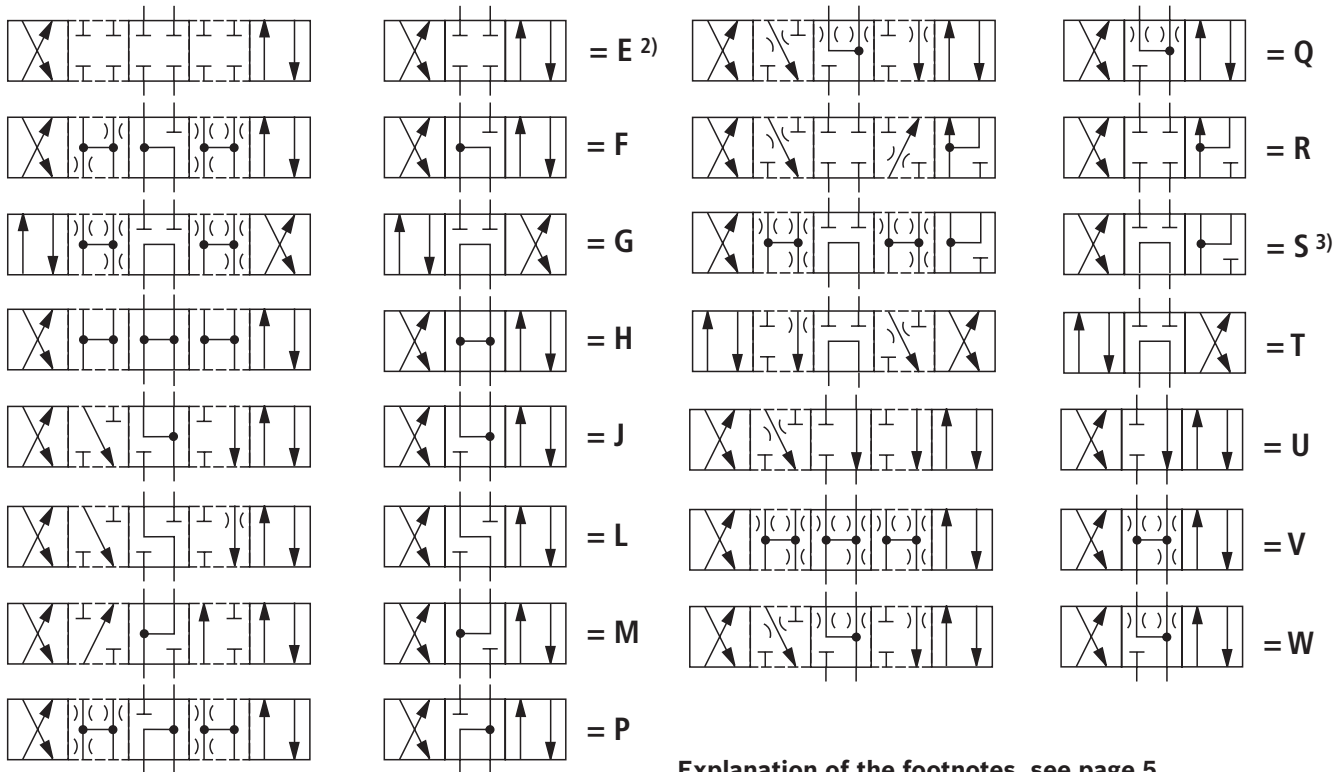 = E 2)
= F
= G
= H
= J
= L
= M
= P
= Q
= R
= S 3)
= T
= U
= V
= W
Explanation of the footnotes, see page 5